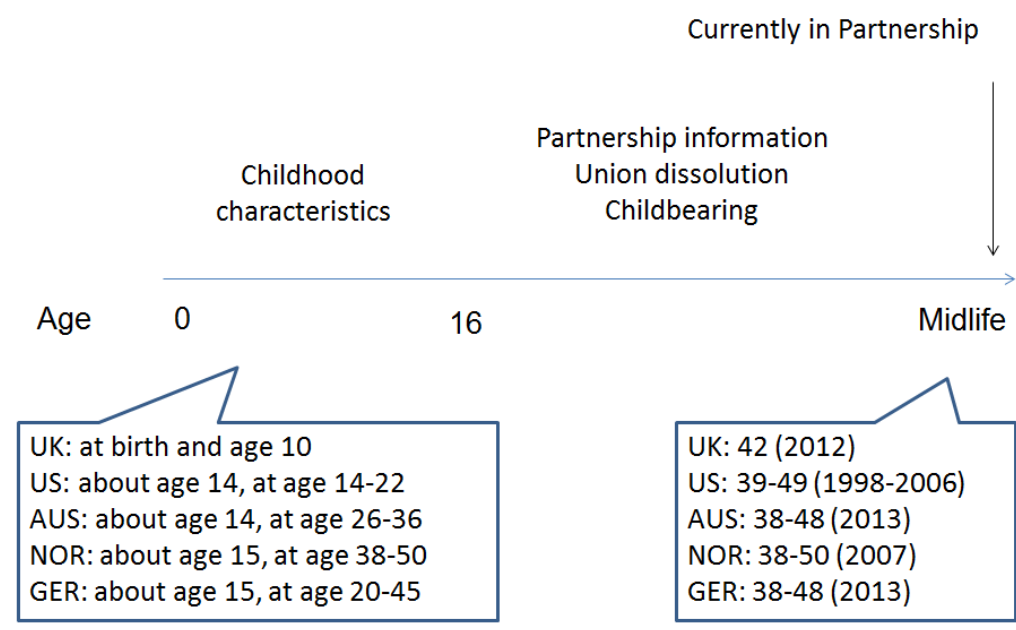 Currently in Partnership
Partnership information
Union dissolution
Childbearing
Childhood
characteristics
Age
0
16
Midlife
UK: at birth and age 10
US: about age 14, at age 14-22
AUS: about age 14, at age 26-36
NOR: about age 15, at age 38-50
GER: about age 15, at age 20-45
UK: 42 (2012)
US: 39-49 (1998-2006)
AUS: 38-48 (2013)
NOR: 38-50 (2007)
GER: 38-48 (2013)